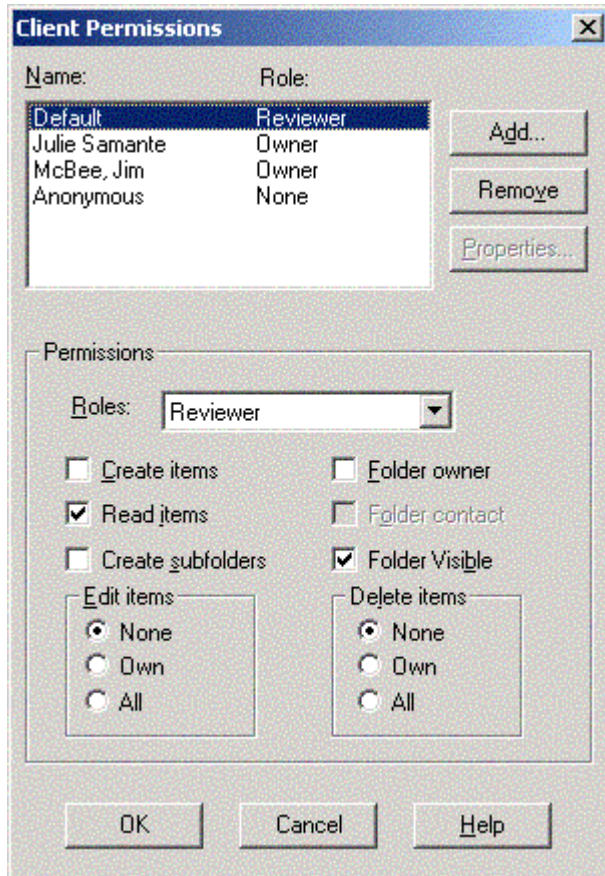 Client Permissions
Name: Role:
Default Reviewer
Julie Samante Owner
McBee, Jim Owner
Anonymous None
Add...
Remove
Properties...
Permissions
Roles: Reviewer
Create items Folder owner
Read items Folder contact
Create subfolders Folder Visible
Edit items Delete items
None None
Own Own
All All
OK Cancel Help